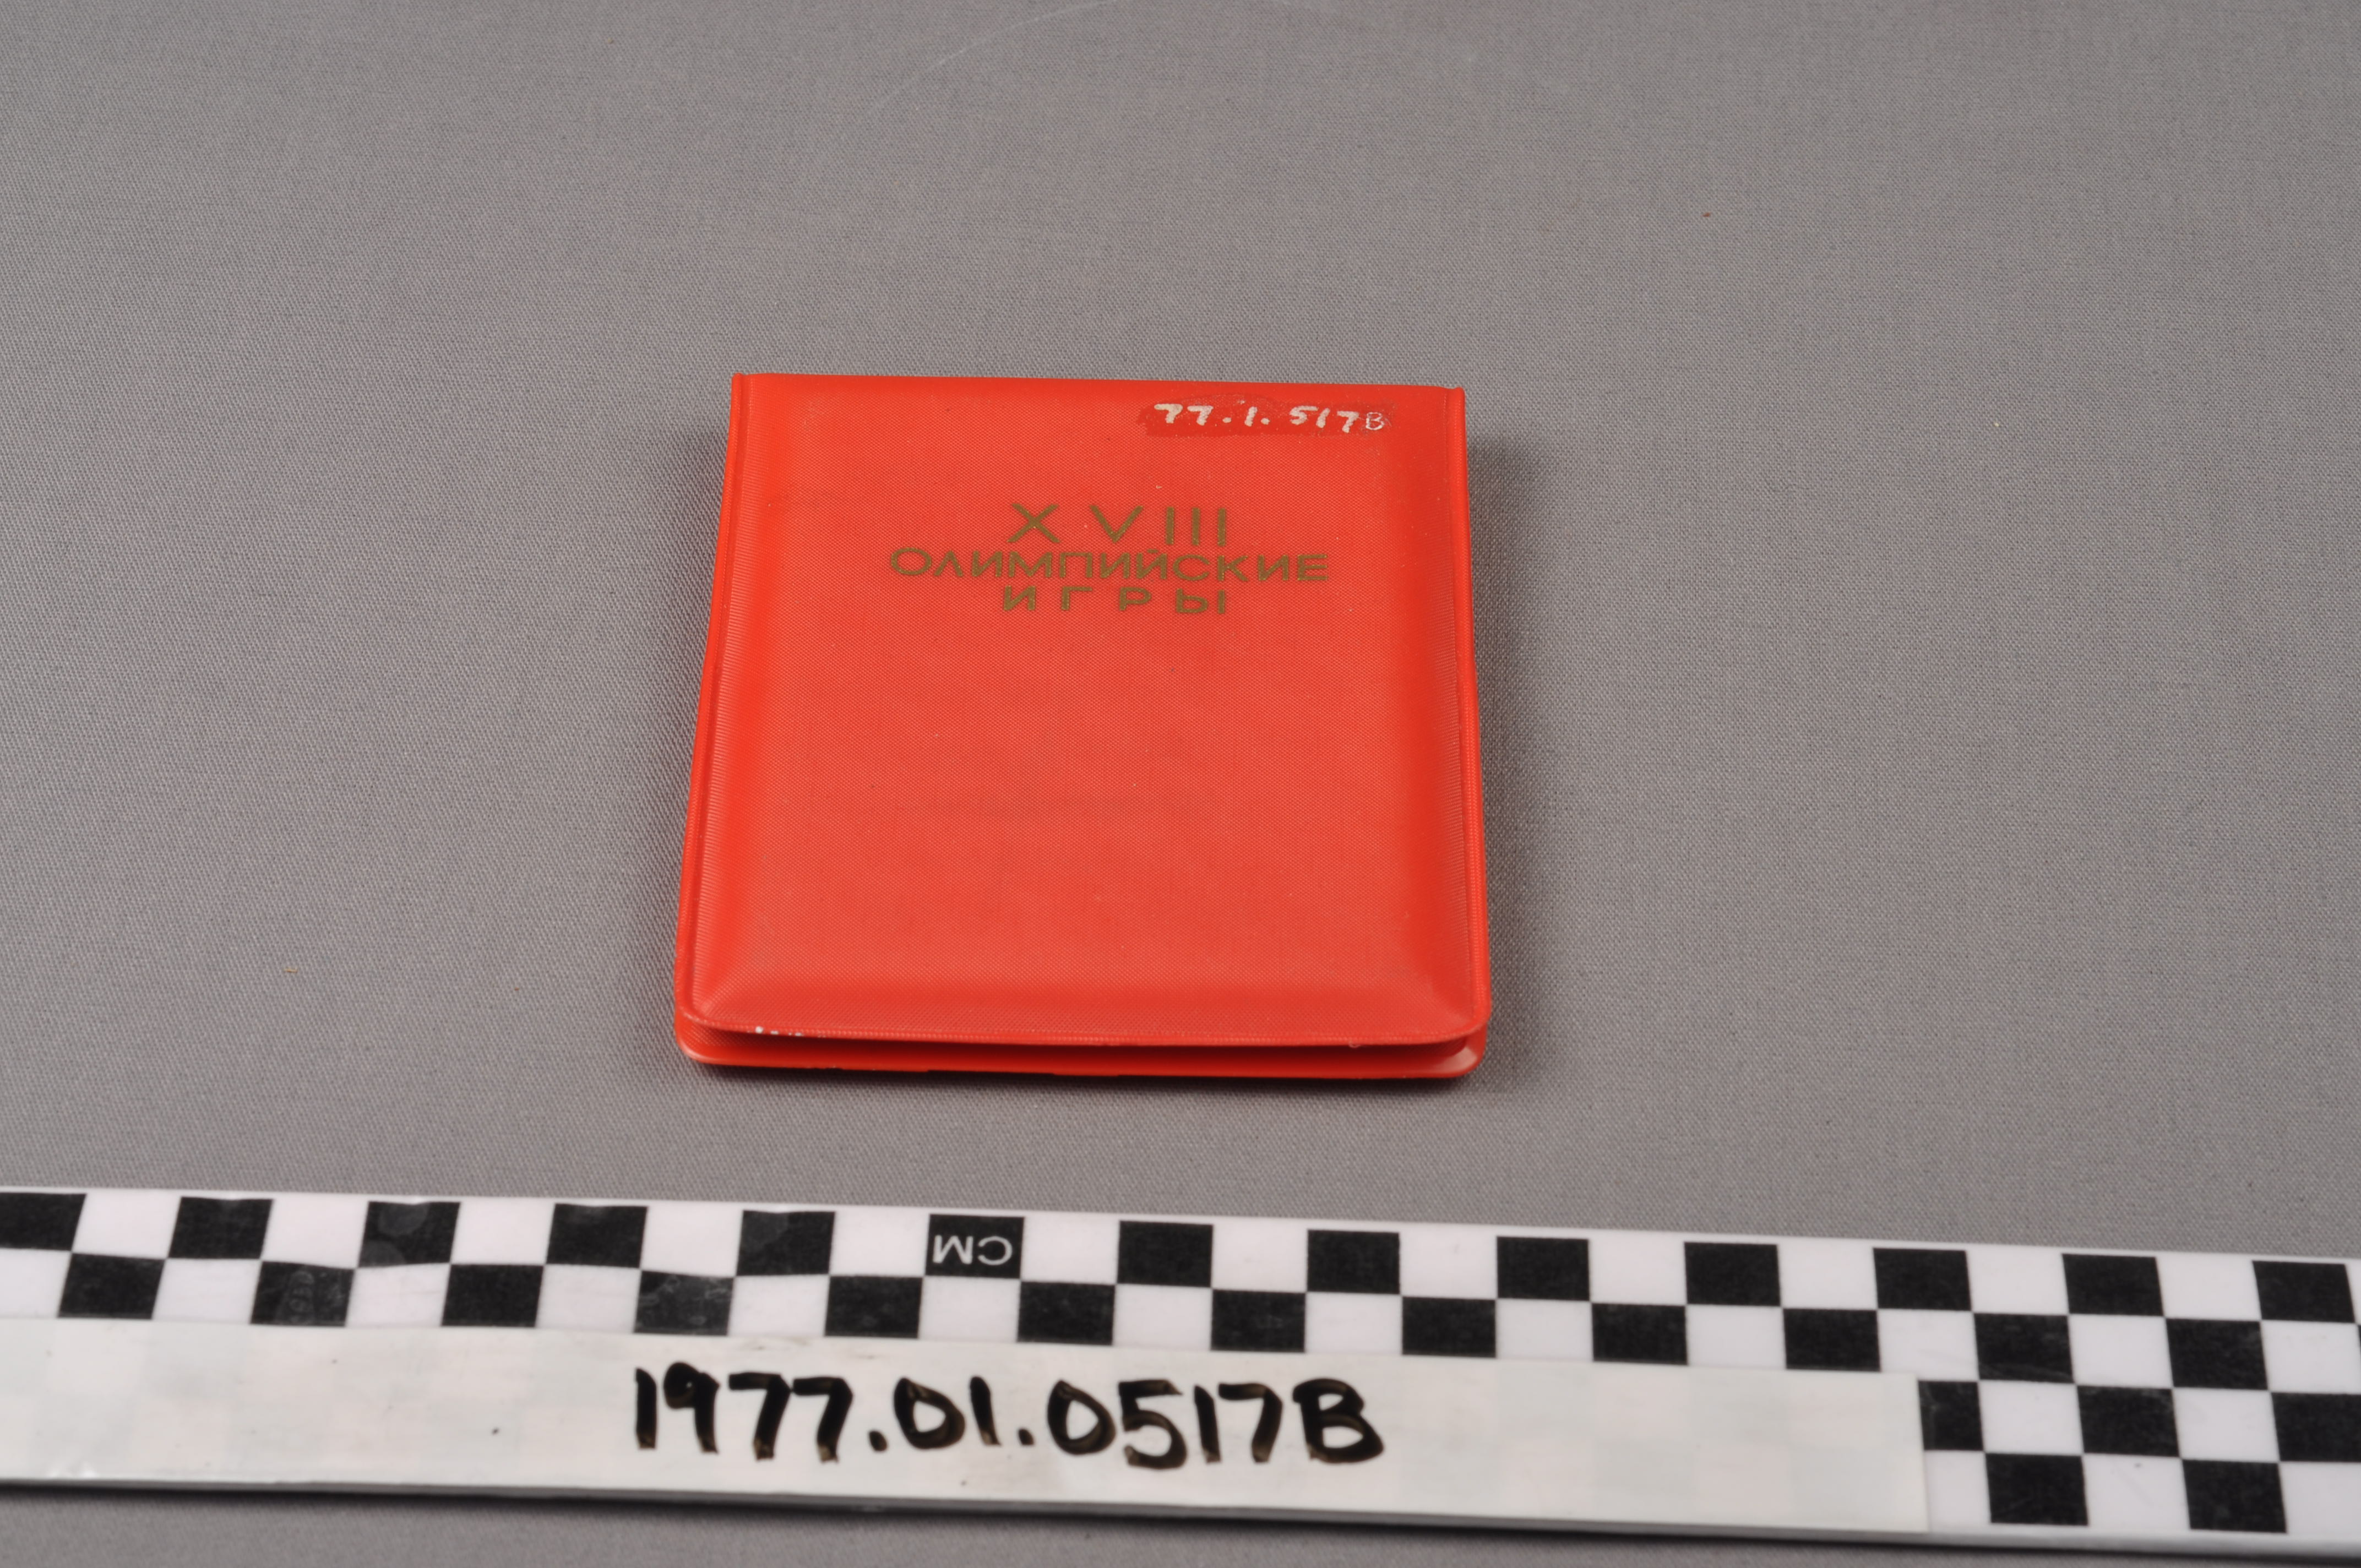 77.1.517B
XVIII
ОЛИМПИЙСКИЕ
ИГРЫ
CM
1977.01.0517B